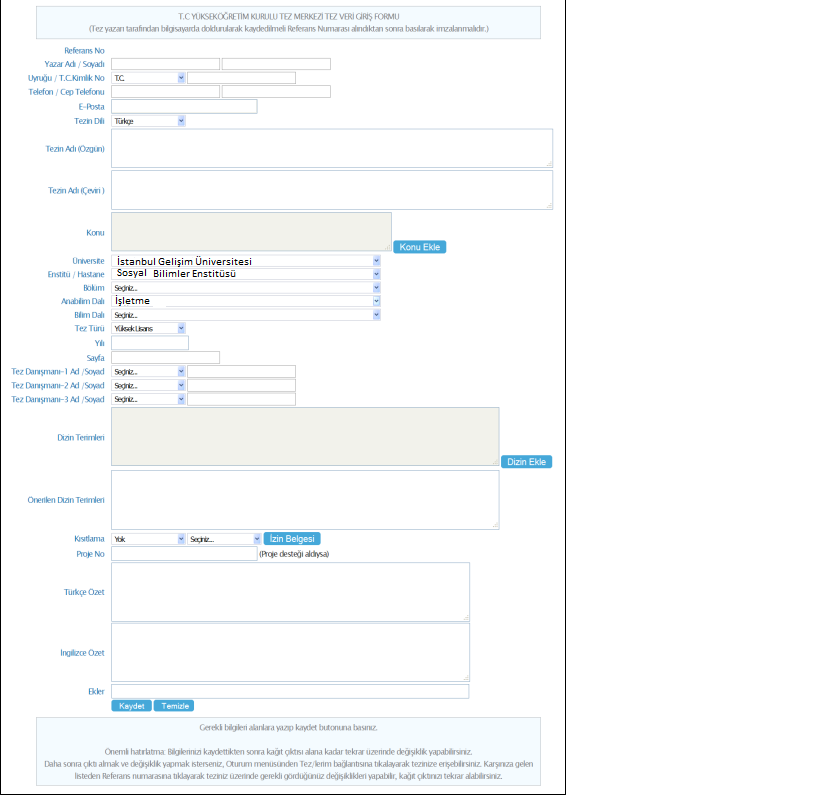 T.C YÜKSEKÖĞRETİM KURULU TEZ MERKEZİ TEZ VERİ GİRİŞ FORMU
(Tez yazarı tarafından bilgisayarda doldurularak kaydedilmeli Referans Numarası alındıktan sonra basılarak imzalanmalıdır.)
Referans No
Yazar Adı / Soyadı
Uyruğu / T.C.Kimlik No T.C.
Telefon / Cep Telefonu
E-Posta
Tezin Dili Türkçe
Tezin Adı (Özgün)
Tezin Adı (Çeviri )
Konu Konu Ekle
Üniversite İstanbul Gelişim Üniversitesi
Enstitü / Hastane Sosyal Bilimler Enstitüsü
Bölüm Seçiniz...
Anabilim Dalı İşletme
Bilim Dalı Seçiniz...
Tez Türü Yüksek Lisans
Yılı
Sayfa
Tez Danışmanı-1 Ad /Soyad Seçiniz...
Tez Danışmanı-2 Ad /Soyad Seçiniz...
Tez Danışmanı-3 Ad /Soyad Seçiniz...
Dizin Terimleri Dizin Ekle
Önerilen Dizin Terimleri
Kısıtlama Yok Seçiniz... İzin Belgesi
Proje No (Proje desteği aldıysa)
Türkçe Özet
İngilizce Özet
Ekler
Kaydet Temizle
Gerekli bilgileri alanlara yazıp kaydet butonuna basınız.
Önemli hatırlatma: Bilgilerinizi kaydettikten sonra kağıt çıktısı alana kadar tekrar üzerinde değişiklik yapabilirsiniz.
Daha sonra çıktı almak ve değişiklik yapmak isterseniz, Oturum menüsünden Tez/lerim bağlantısına tıkalayarak tezinize erişebilirsiniz. Karşınıza gelen
listeden Referans numarasına tıklayarak teziniz üzerinde gerekli gördüğünüz değişiklikleri yapabilir, kağıt çıktınızı tekrar alabilirsiniz.